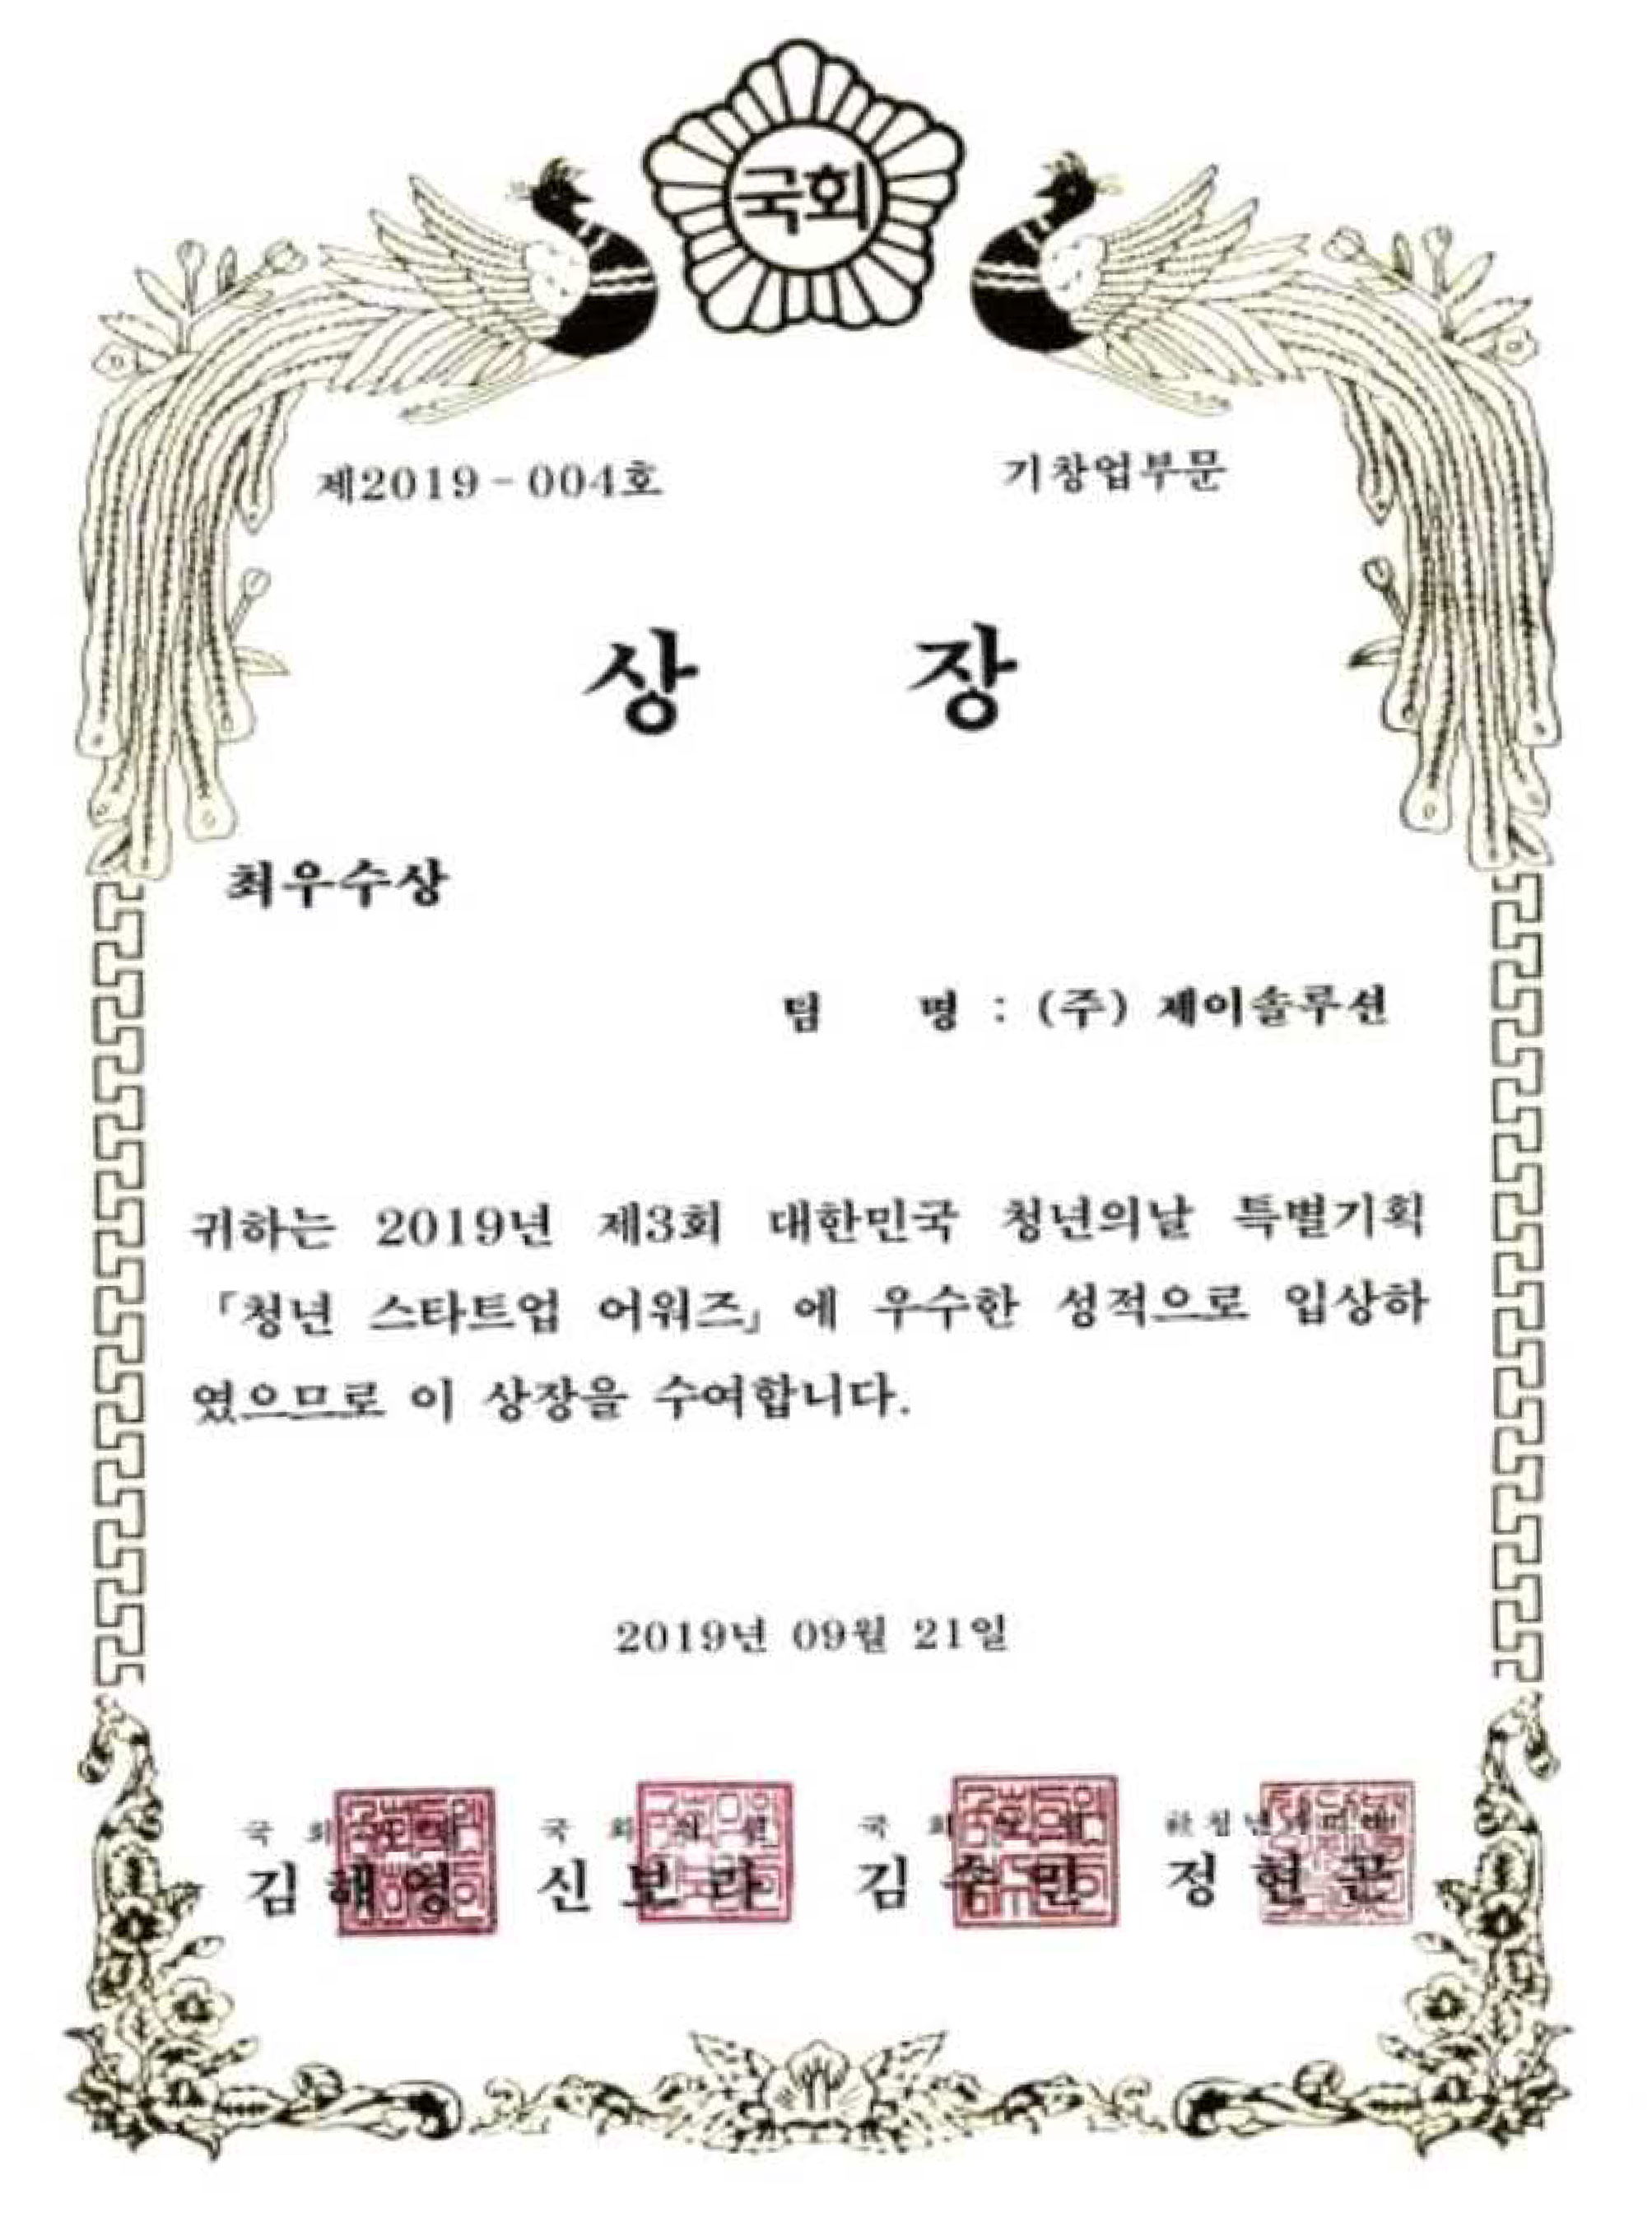 국회
제2019-004호 기창업부문
상 장
최우수상
팀 명 : (주) 제이솔루션
귀하는 2019년 제3회 대한민국 청년의날 특별기획
「청년 스타트업 어워즈」에 우수한 성적으로 입상하
였으므로 이 상장을 수여합니다.
2019년 09월 21일
국 회 의 원 국 회 의 원 국 회 의 원
김 해 영 신 보 라 김 수 민 정 현 곤